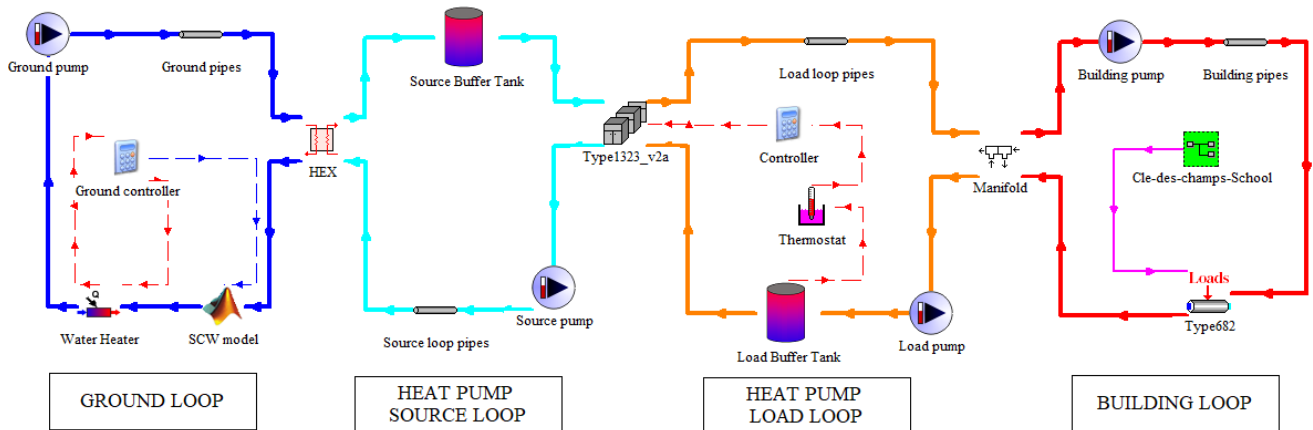 Ground pump
Ground pipes
Ground controller
Q
Water Heater
SCW model
HEX
Source Buffer Tank
Source loop pipes
Source pump
Type1323_v2a
Load loop pipes
Controller
Thermostat
Load Buffer Tank
Load pump
Manifold
Building pump
Building pipes
Cle-des-champs-School
Loads
Type682
GROUND LOOP
HEAT PUMP
SOURCE LOOP
HEAT PUMP
LOAD LOOP
BUILDING LOOP